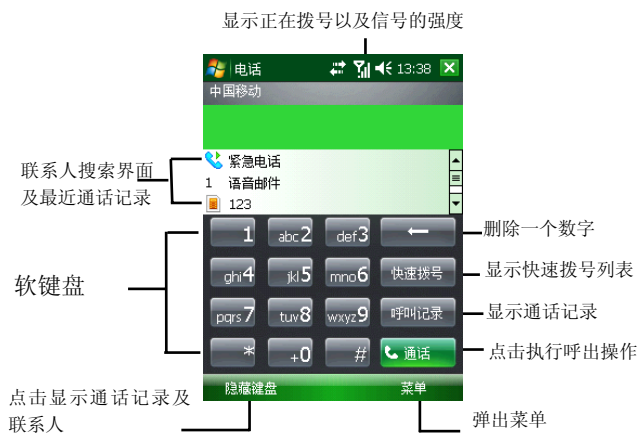 显示正在拨号以及信号的强度
电话 13:38
中国移动
紧急电话
1 语音邮件
123
联系人搜索界面
及最近通话记录
软键盘
1 abc2 def3 ←
ghi4 jkl5 mno6 快速拨号
pqrs7 tuv8 wxyz9 呼叫记录
* +0 # 通话
隐藏键盘 菜单
删除一个数字
显示快速拨号列表
显示通话记录
点击执行呼出操作
点击显示通话记录及
联系人
弹出菜单